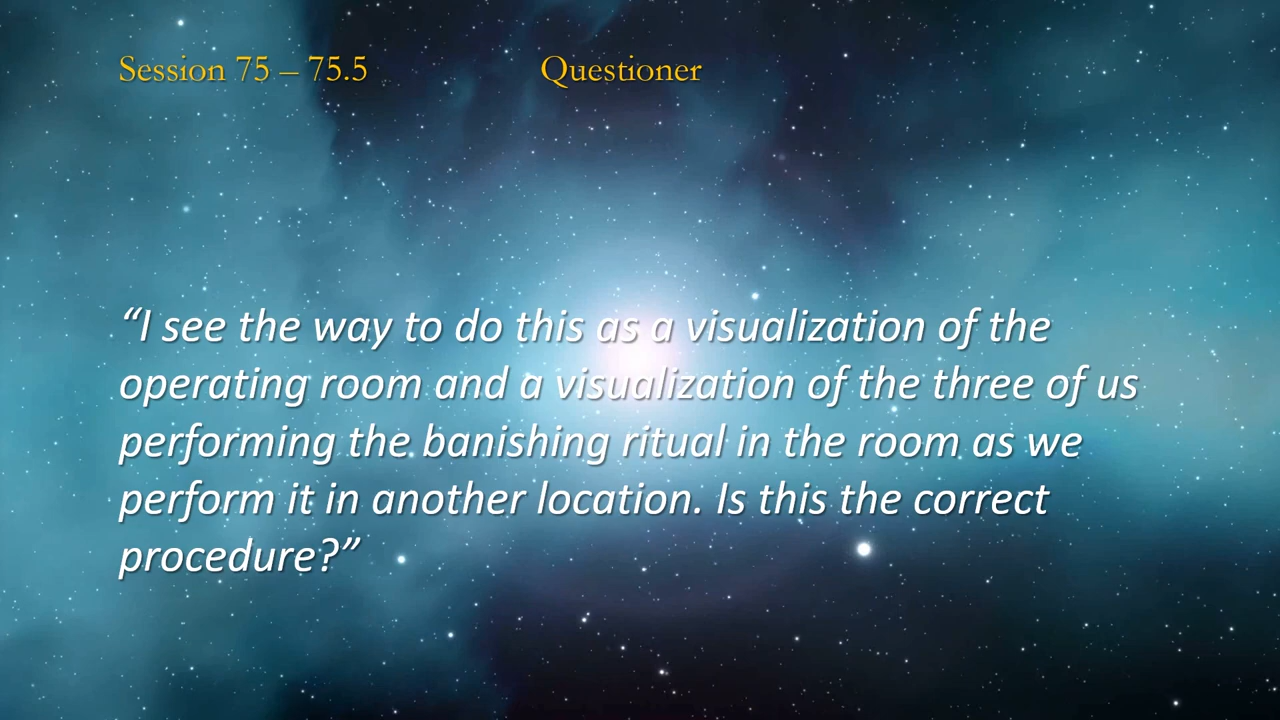 Session 75 – 75.5
Questioner
“I see the way to do this as a visualization of the
operating room and a visualization of the three of us
performing the banishing ritual in the room as we
perform it in another location. Is this the correct
procedure?”